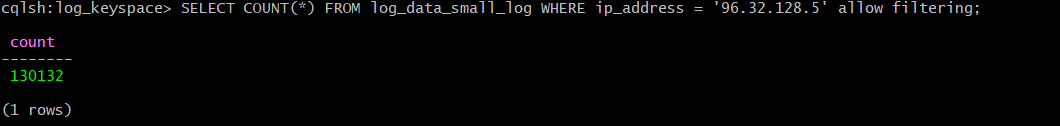 cqlsh:log_keyspace> SELECT COUNT(*) FROM log_data_small_log WHERE ip_address = '96.32.128.5' allow filtering;
count
--------
130132
(1 rows)